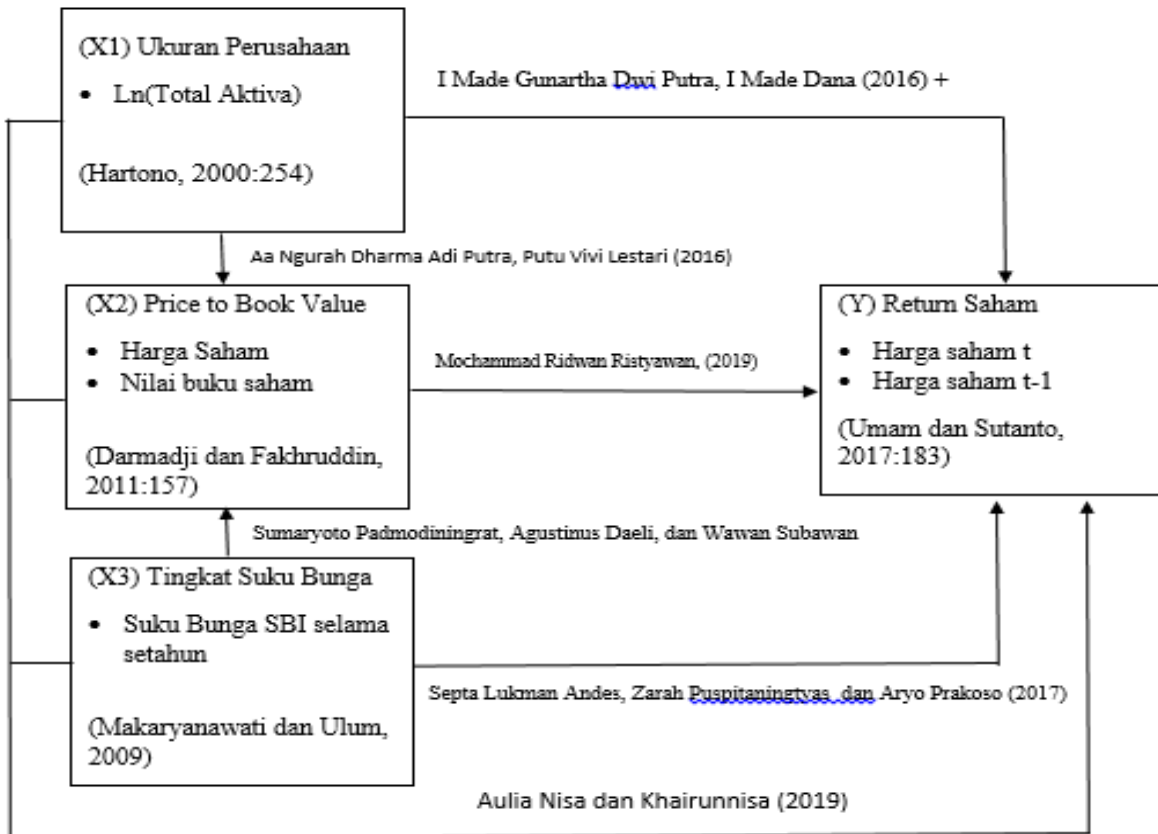 (X1) Ukuran Perusahaan
• Ln(Total Aktiva)
(Hartono, 2000:254)
I Made Gunartha Dwi Putra, I Made Dana (2016) +
Aa Ngurah Dharma Adi Putra, Putu Vivi Lestari (2016)
(X2) Price to Book Value
• Harga Saham
• Nilai buku saham
(Darmadji dan Fakhruddin,
2011:157)
Mochammad Ridwan Ristyawan, (2019)
(Y) Return Saham
• Harga saham t
• Harga saham t-1
(Umam dan Sutanto,
2017:183)
Sumaryoto Padmodiningrat, Agustinus Daeli, dan Wawan Subawan
(X3) Tingkat Suku Bunga
• Suku Bunga SBI selama
setahun
(Makaryanawati dan Ulum,
2009)
Septa Lukman Andes, Zarah Puspitaningtyas, dan Aryo Prakoso (2017)
Aulia Nisa dan Khairunnisa (2019)